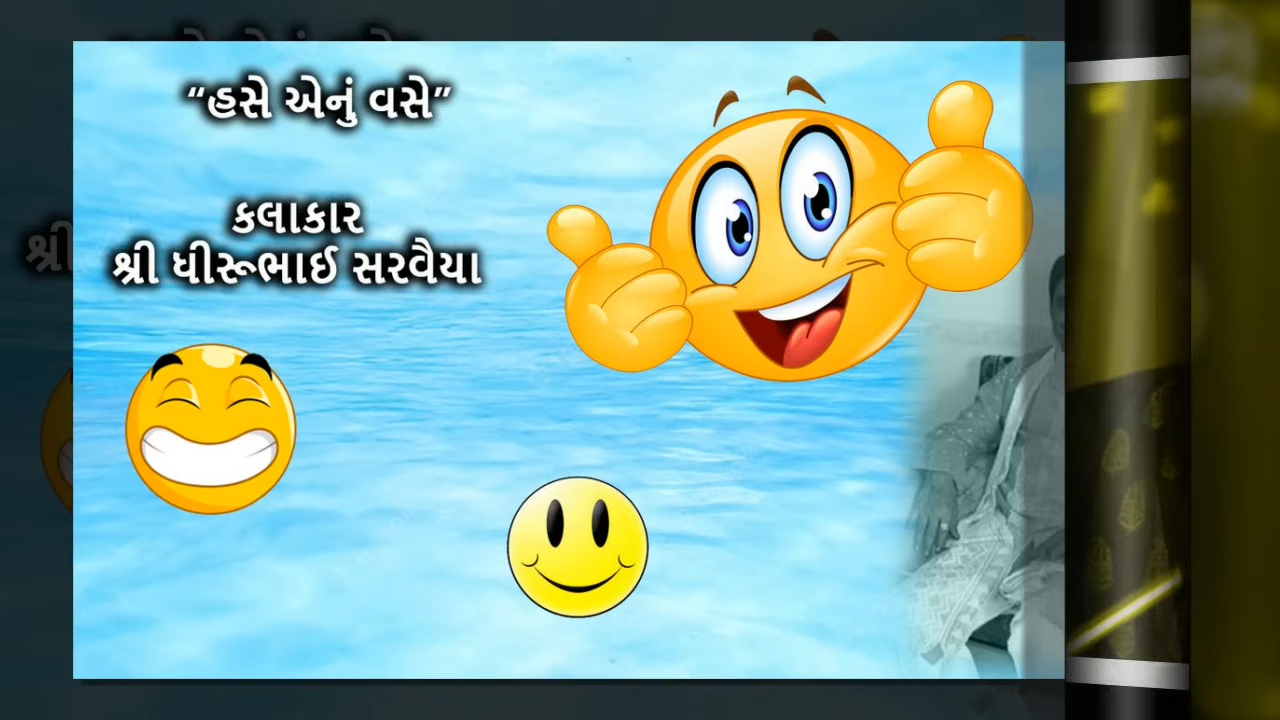 “હસે એનું વસે”
કલાકાર
શ્રી ધીરૂભાઈ સરવૈયા